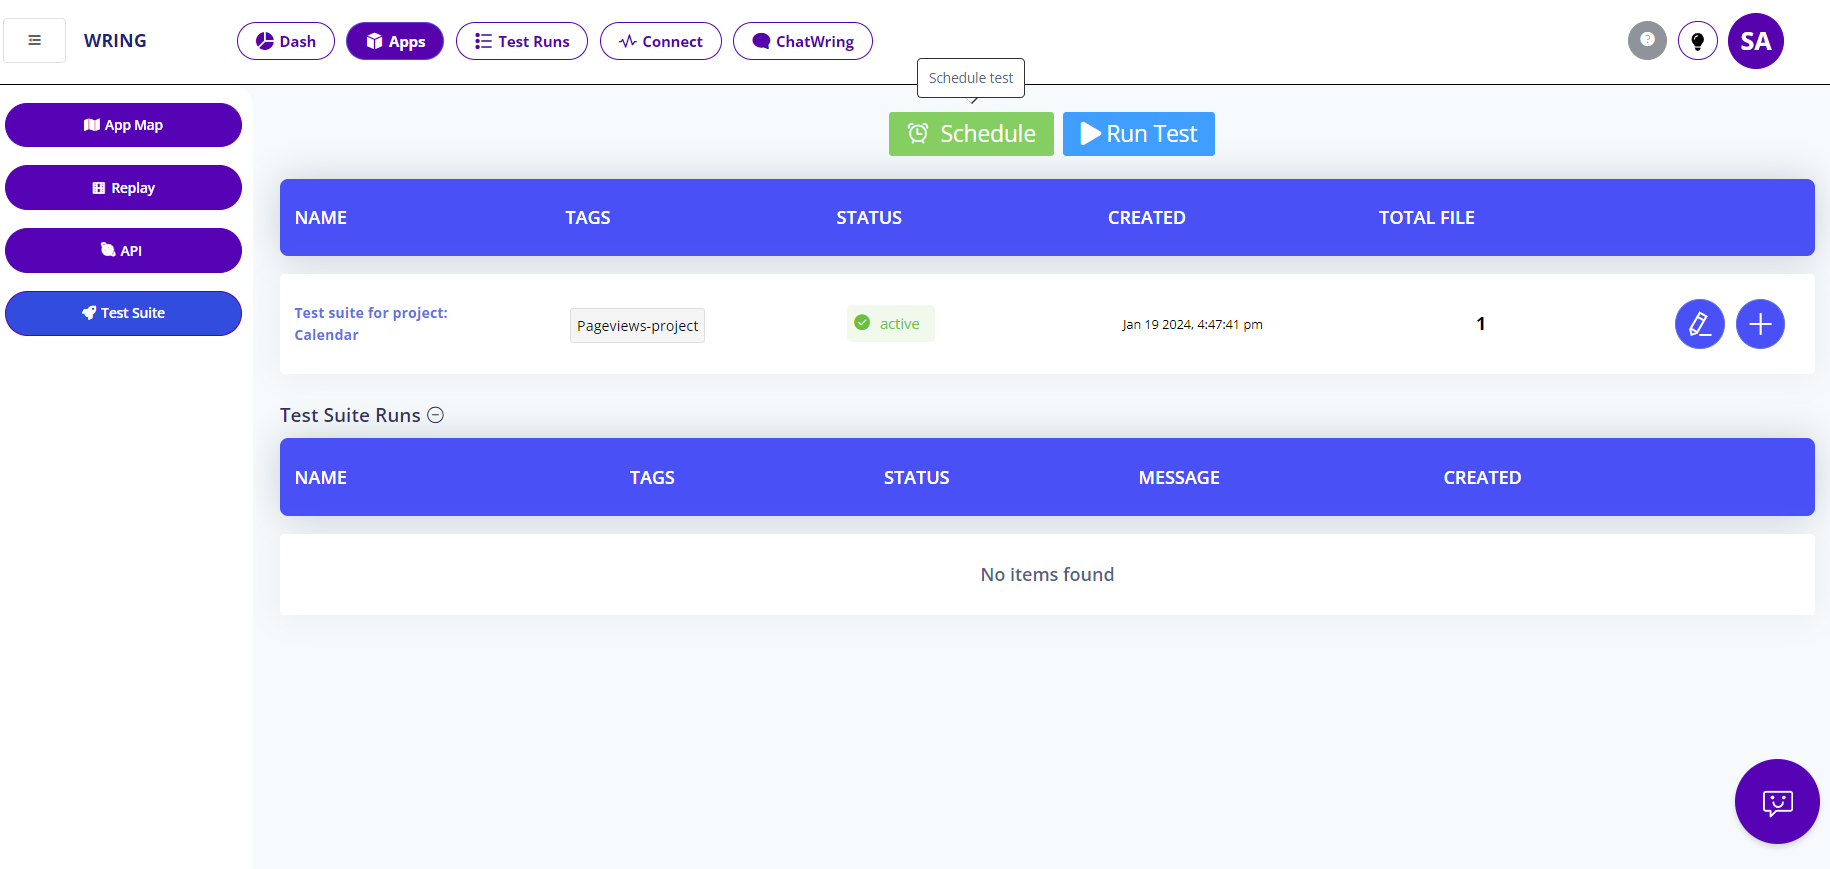 WRING
Dash
Apps
Test Runs
Connect
ChatWring
SA
Schedule test
App Map
Replay
API
Test Suite
Schedule
Run Test
NAME TAGS STATUS CREATED TOTAL FILE
Test suite for project:
Calendar
Pageviews-project
active
Jan 19 2024, 4:47:41 pm
1
Test Suite Runs
NAME TAGS STATUS MESSAGE CREATED
No items found